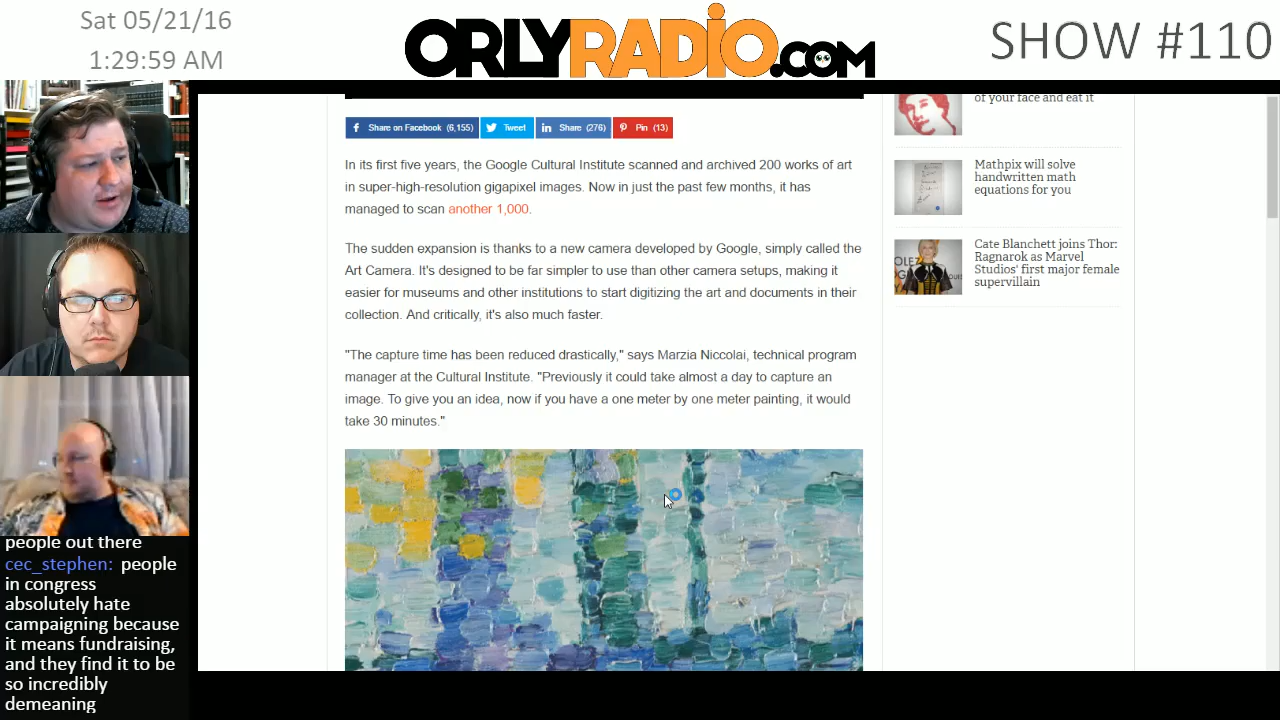 Sat 05/21/16
1:29:59 AM
ORLYRADiO.COM
SHOW #110
Share on Facebook (6,155)
Tweet
Share (276)
Pin (13)
In its first five years, the Google Cultural Institute scanned and archived 200 works of art
in super-high-resolution gigapixel images. Now in just the past few months, it has
managed to scan another 1,000.
The sudden expansion is thanks to a new camera developed by Google, simply called the
Art Camera. It's designed to be far simpler to use than other camera setups, making it
easier for museums and other institutions to start digitizing the art and documents in their
collection. And critically, it's also much faster.
"The capture time has been reduced drastically," says Marzia Niccolai, technical program
manager at the Cultural Institute. "Previously it could take almost a day to capture an
image. To give you an idea, now if you have a one meter by one meter painting, it would
take 30 minutes."
of your face and eat it
Mathpix will solve
handwritten math
equations for you
Cate Blanchett joins Thor:
Ragnarok as Marvel
Studios' first major female
supervillain
people out there
cec_stephen: people
in congress
absolutely hate
campaigning because
it means fundraising,
and they find it to be
so incredibly
demeaning